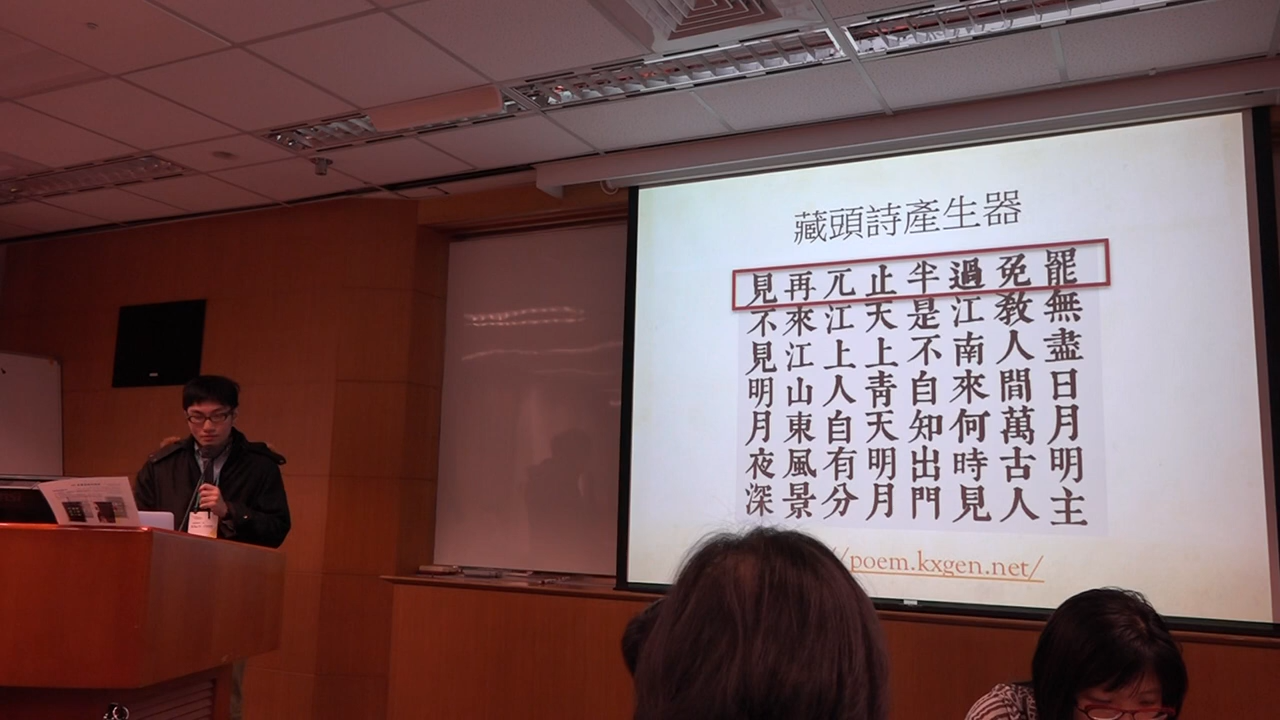 藏頭詩產生器
罷無盡日月明主
免教人間萬古人
過江南來何時見
半是不自知出門
止天上青天明月
兀江上人自有分
再來江山東風景
見不見明月夜深
//poem.kxgen.net/